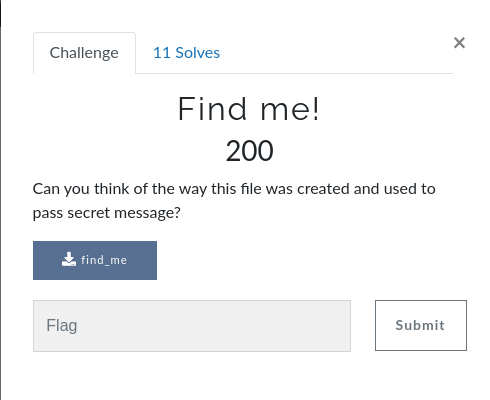 Challenge
11 Solves
×
Find me!
200
Can you think of the way this file was created and used to
pass secret message?
find_me
Flag
Submit